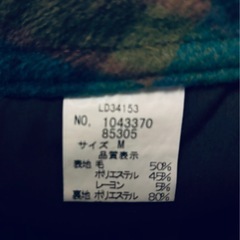 LD34153
NO. 1043370
85305
サイズ M
品質表示
表地 毛 50%
ポリエステル 45%
レーヨン 5%
裏地 ポリエステル 80%